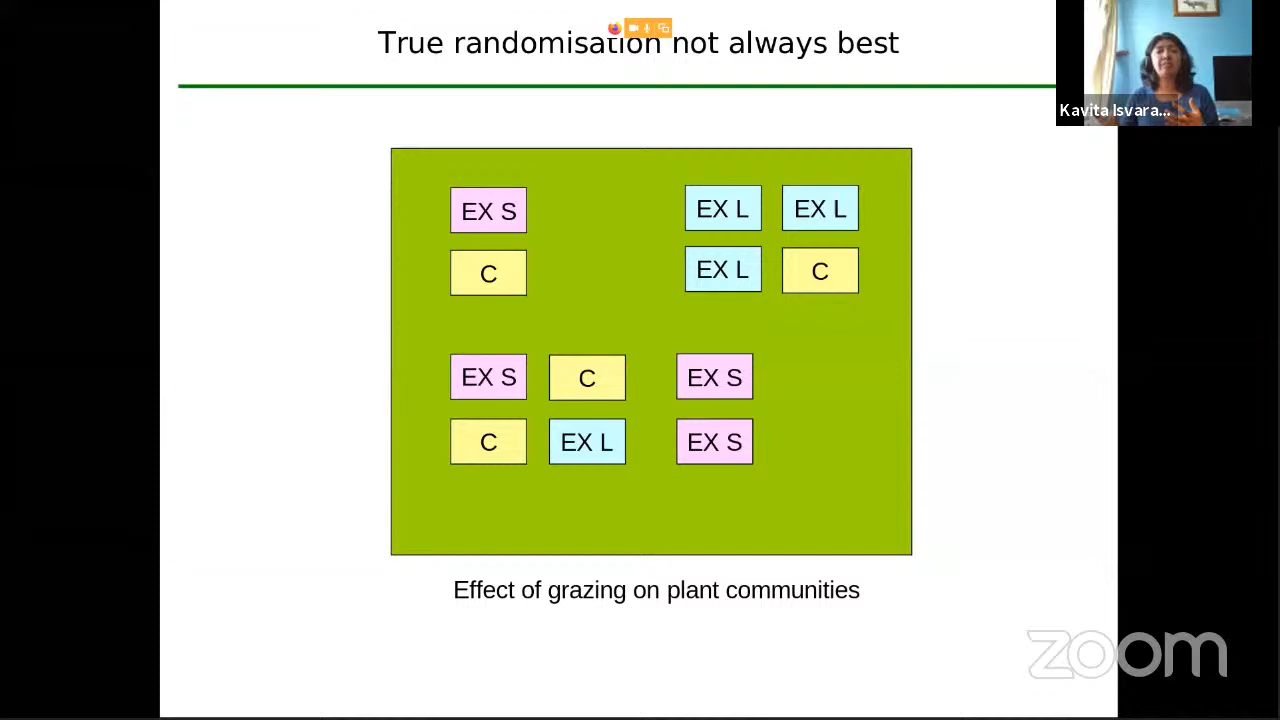 True randomisation not always best
Kavita Isvara...
EX S
EX L EX L
C
EX L C
EX S C EX S
C EX L EX S
Effect of grazing on plant communities
zoom